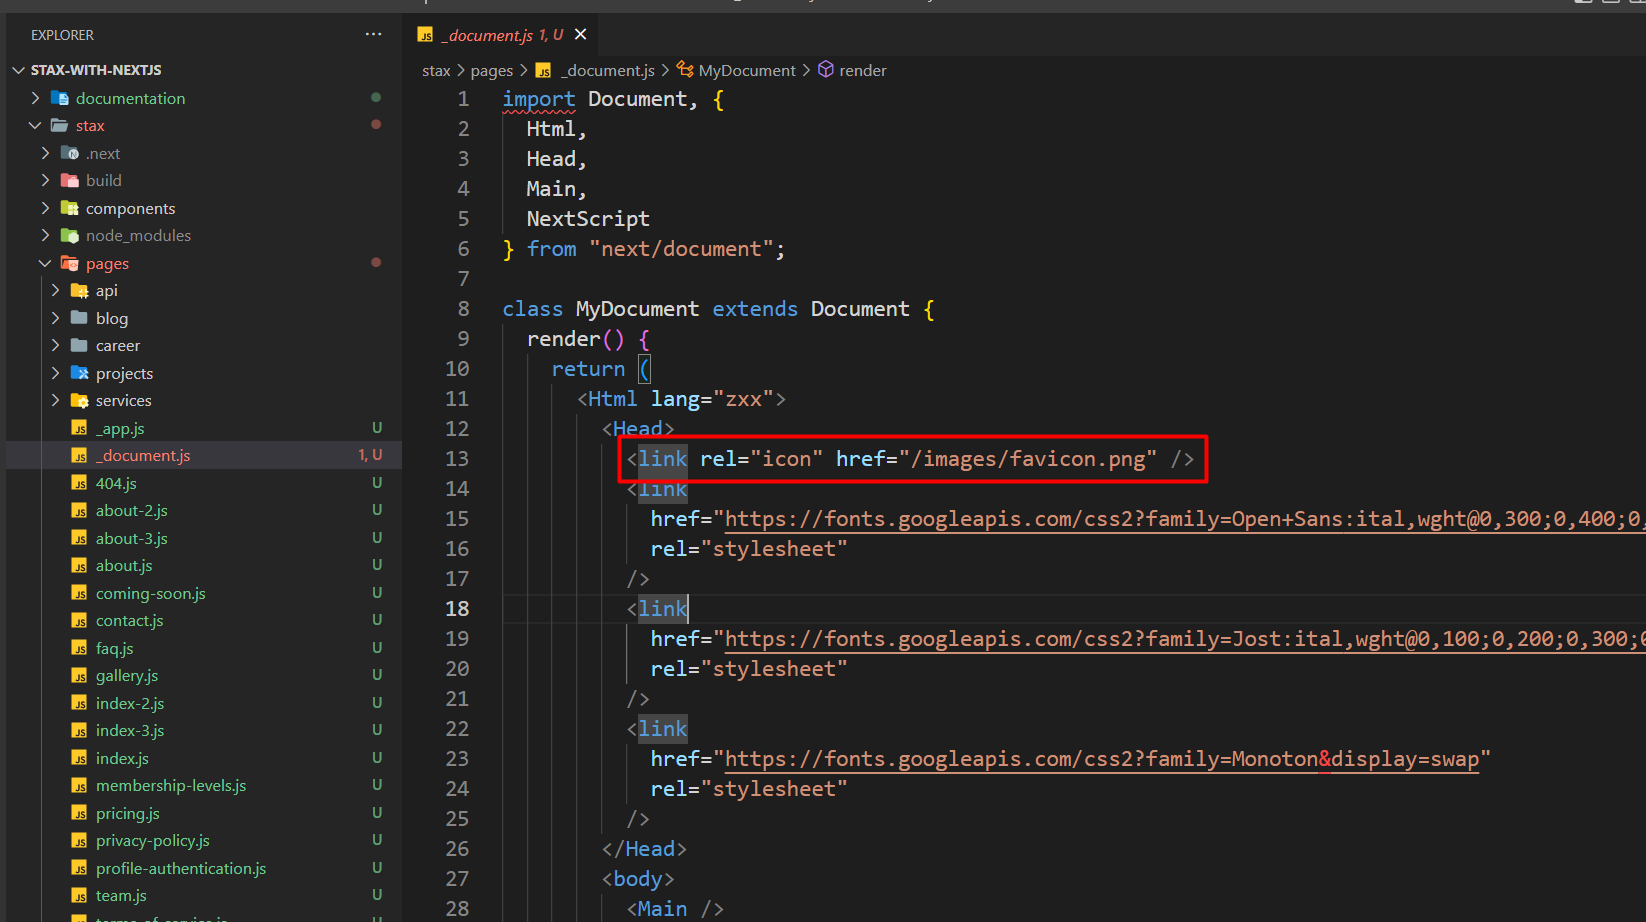 EXPLORER
STAX-WITH-NEXTJS
documentation
stax
.next
build
components
node_modules
pages
api
blog
career
projects
services
_app.js U
_document.js 1, U
404.js U
about-2.js U
about-3.js U
about.js U
coming-soon.js U
contact.js U
faq.js U
gallery.js U
index-2.js U
index-3.js U
index.js U
membership-levels.js U
pricing.js U
privacy-policy.js U
profile-authentication.js U
team.js U
_document.js 1, U
stax > pages > _document.js > MyDocument > render
1 import Document, {
2 Html,
3 Head,
4 Main,
5 NextScript
6 } from "next/document";
7
8 class MyDocument extends Document {
9 render() {
10 return (
11 <Html lang="zxx">
12 <Head>
13 <link rel="icon" href="/images/favicon.png" />
14 <link
15 href="https://fonts.googleapis.com/css2?family=Open+Sans:ital,wght@0,300;0,400;0,
16 rel="stylesheet"
17 />
18 <link
19 href="https://fonts.googleapis.com/css2?family=Jost:ital,wght@0,100;0,200;0,300;0
20 rel="stylesheet"
21 />
22 <link
23 href="https://fonts.googleapis.com/css2?family=Monoton&display=swap"
24 rel="stylesheet"
25 />
26 </Head>
27 <body>
28 <Main />